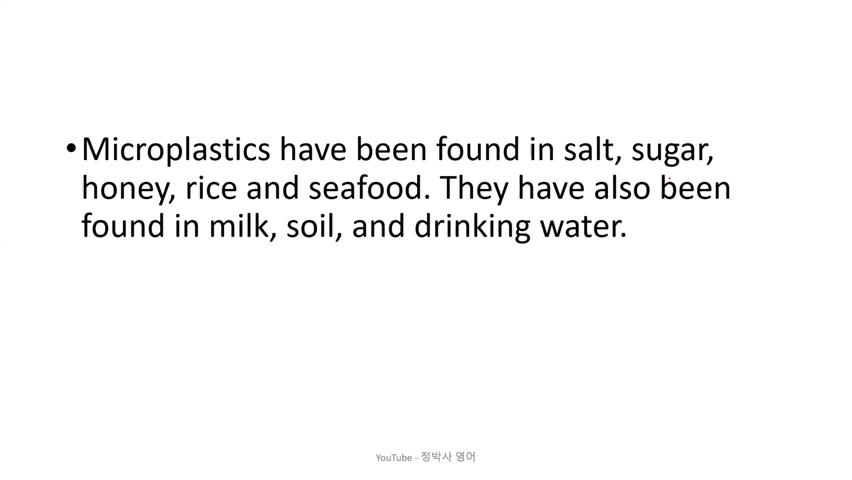 •Microplastics have been found in salt, sugar,
honey, rice and seafood. They have also been
found in milk, soil, and drinking water.
YouTube - 정박사 영어